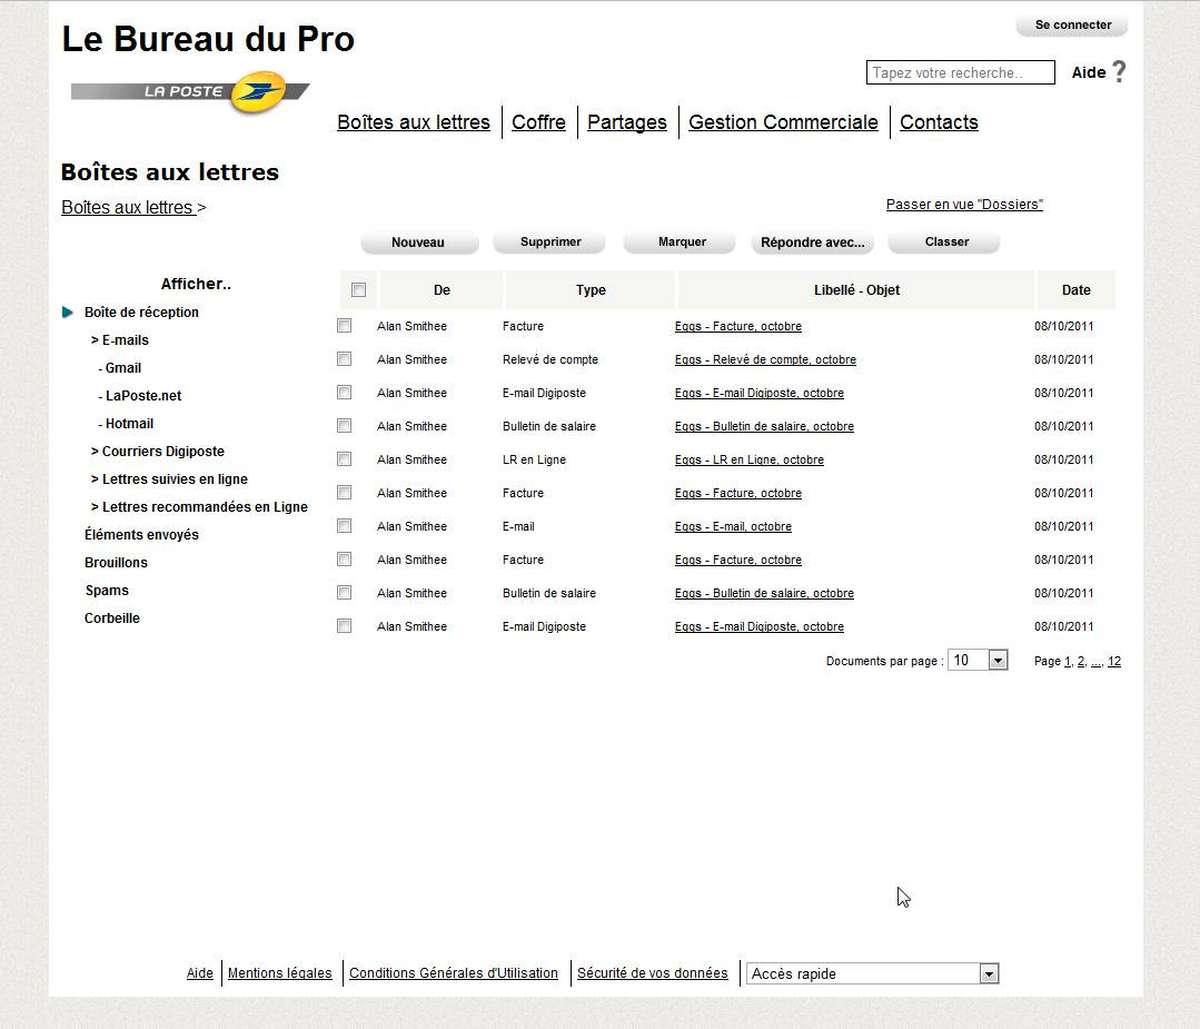 Le Bureau du Pro
Se connecter
Tapez votre recherche..
Aide ?
LA POSTE
Boîtes aux lettres Coffre Partages Gestion Commerciale Contacts
Boîtes aux lettres
Boîtes aux lettres >
Passer en vue "Dossiers"
Nouveau Supprimer Marquer Répondre avec... Classer
Afficher..
Boîte de réception
> E-mails
- Gmail
- LaPoste.net
- Hotmail
> Courriers Digiposte
> Lettres suivies en ligne
> Lettres recommandées en Ligne
Éléments envoyés
Brouillons
Spams
Corbeille
De Type Libellé - Objet Date
Alan Smithee Facture Eggs - Facture, octobre 08/10/2011
Alan Smithee Relevé de compte Eggs - Relevé de compte, octobre 08/10/2011
Alan Smithee E-mail Digiposte Eggs - E-mail Digiposte, octobre 08/10/2011
Alan Smithee Bulletin de salaire Eggs - Bulletin de salaire, octobre 08/10/2011
Alan Smithee LR en Ligne Eggs - LR en Ligne, octobre 08/10/2011
Alan Smithee Facture Eggs - Facture, octobre 08/10/2011
Alan Smithee E-mail Eggs - E-mail, octobre 08/10/2011
Alan Smithee Facture Eggs - Facture, octobre 08/10/2011
Alan Smithee Bulletin de salaire Eggs - Bulletin de salaire, octobre 08/10/2011
Alan Smithee E-mail Digiposte Eggs - E-mail Digiposte, octobre 08/10/2011
Documents par page : 10 Page 1, 2, ..., 12
Aide Mentions légales Conditions Générales d'Utilisation Sécurité de vos données Accès rapide